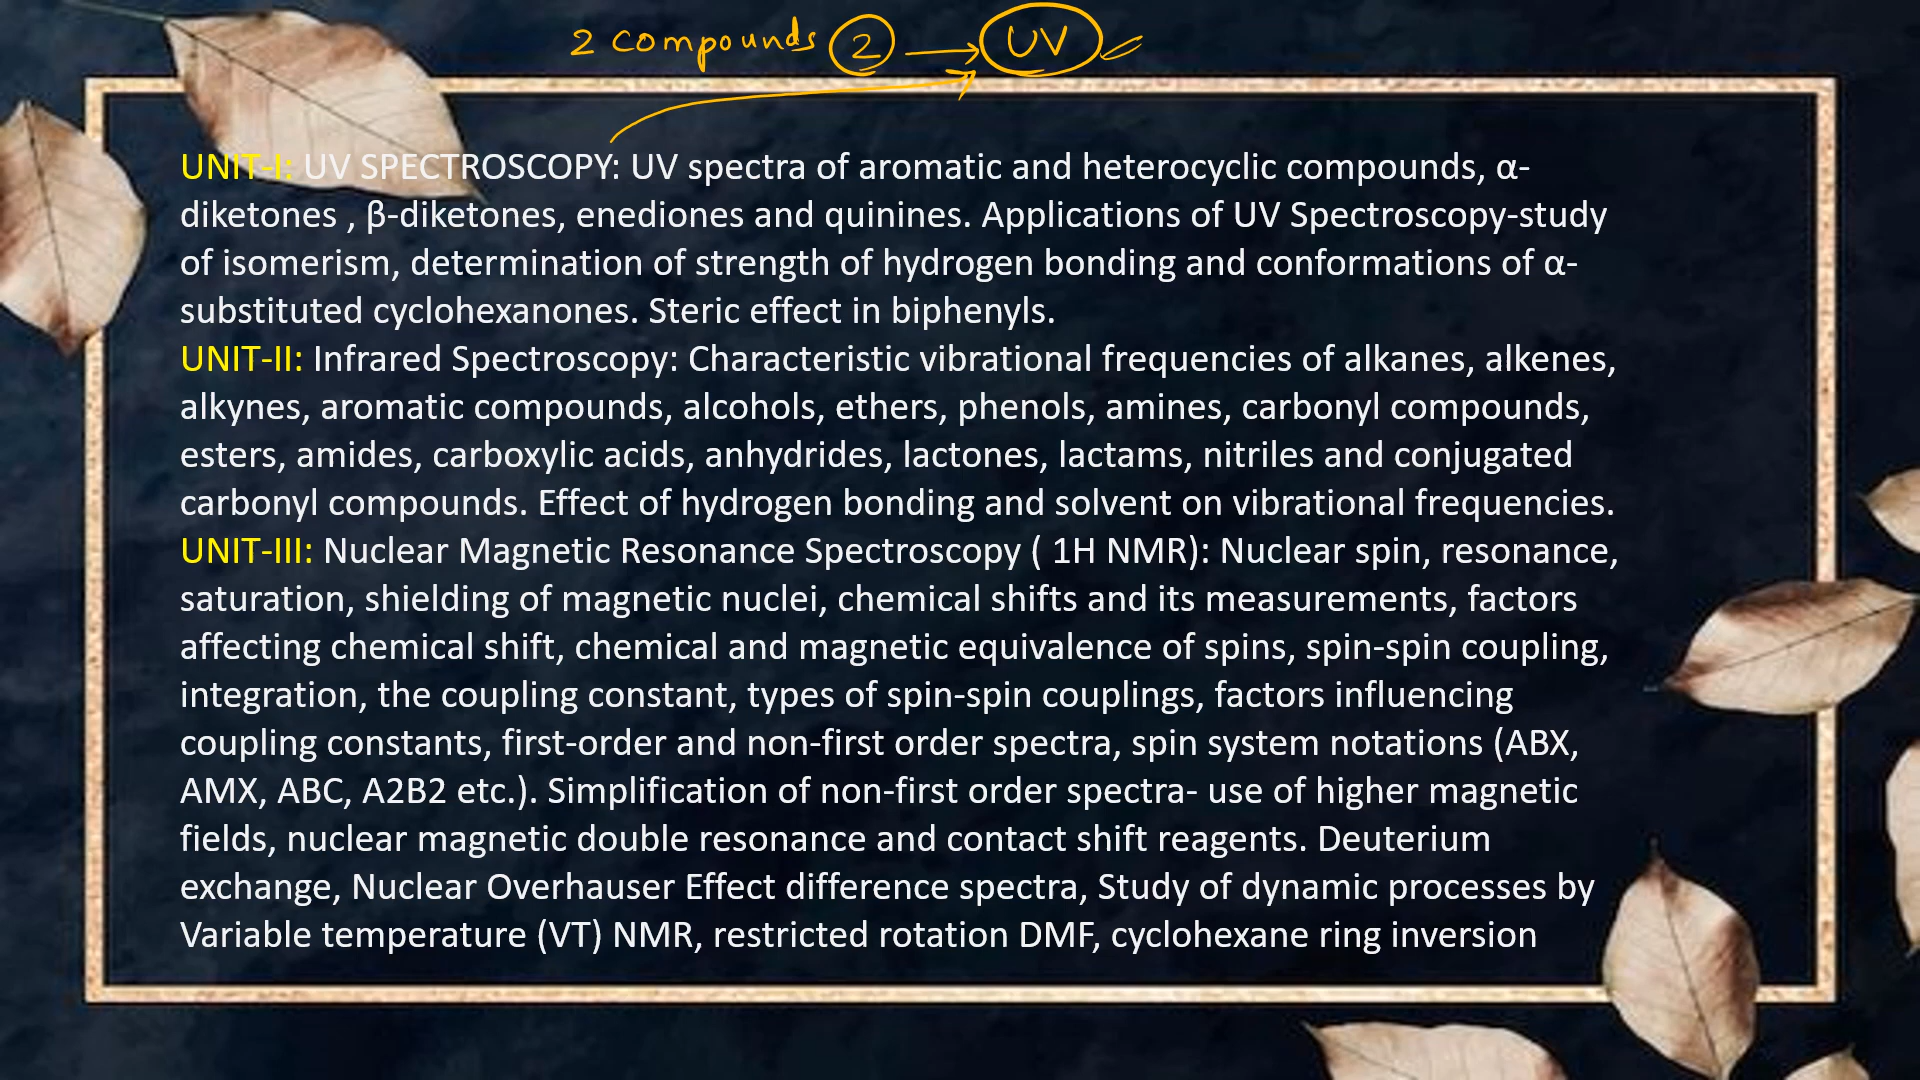 2 compounds 2 → UV
UNIT-I: UV SPECTROSCOPY: UV spectra of aromatic and heterocyclic compounds, α-
diketones , β-diketones, enediones and quinines. Applications of UV Spectroscopy-study
of isomerism, determination of strength of hydrogen bonding and conformations of α-
substituted cyclohexanones. Steric effect in biphenyls.
UNIT-II: Infrared Spectroscopy: Characteristic vibrational frequencies of alkanes, alkenes,
alkynes, aromatic compounds, alcohols, ethers, phenols, amines, carbonyl compounds,
esters, amides, carboxylic acids, anhydrides, lactones, lactams, nitriles and conjugated
carbonyl compounds. Effect of hydrogen bonding and solvent on vibrational frequencies.
UNIT-III: Nuclear Magnetic Resonance Spectroscopy ( 1H NMR): Nuclear spin, resonance,
saturation, shielding of magnetic nuclei, chemical shifts and its measurements, factors
affecting chemical shift, chemical and magnetic equivalence of spins, spin-spin coupling,
integration, the coupling constant, types of spin-spin couplings, factors influencing
coupling constants, first-order and non-first order spectra, spin system notations (ABX,
AMX, ABC, A2B2 etc.). Simplification of non-first order spectra- use of higher magnetic
fields, nuclear magnetic double resonance and contact shift reagents. Deuterium
exchange, Nuclear Overhauser Effect difference spectra, Study of dynamic processes by
Variable temperature (VT) NMR, restricted rotation DMF, cyclohexane ring inversion